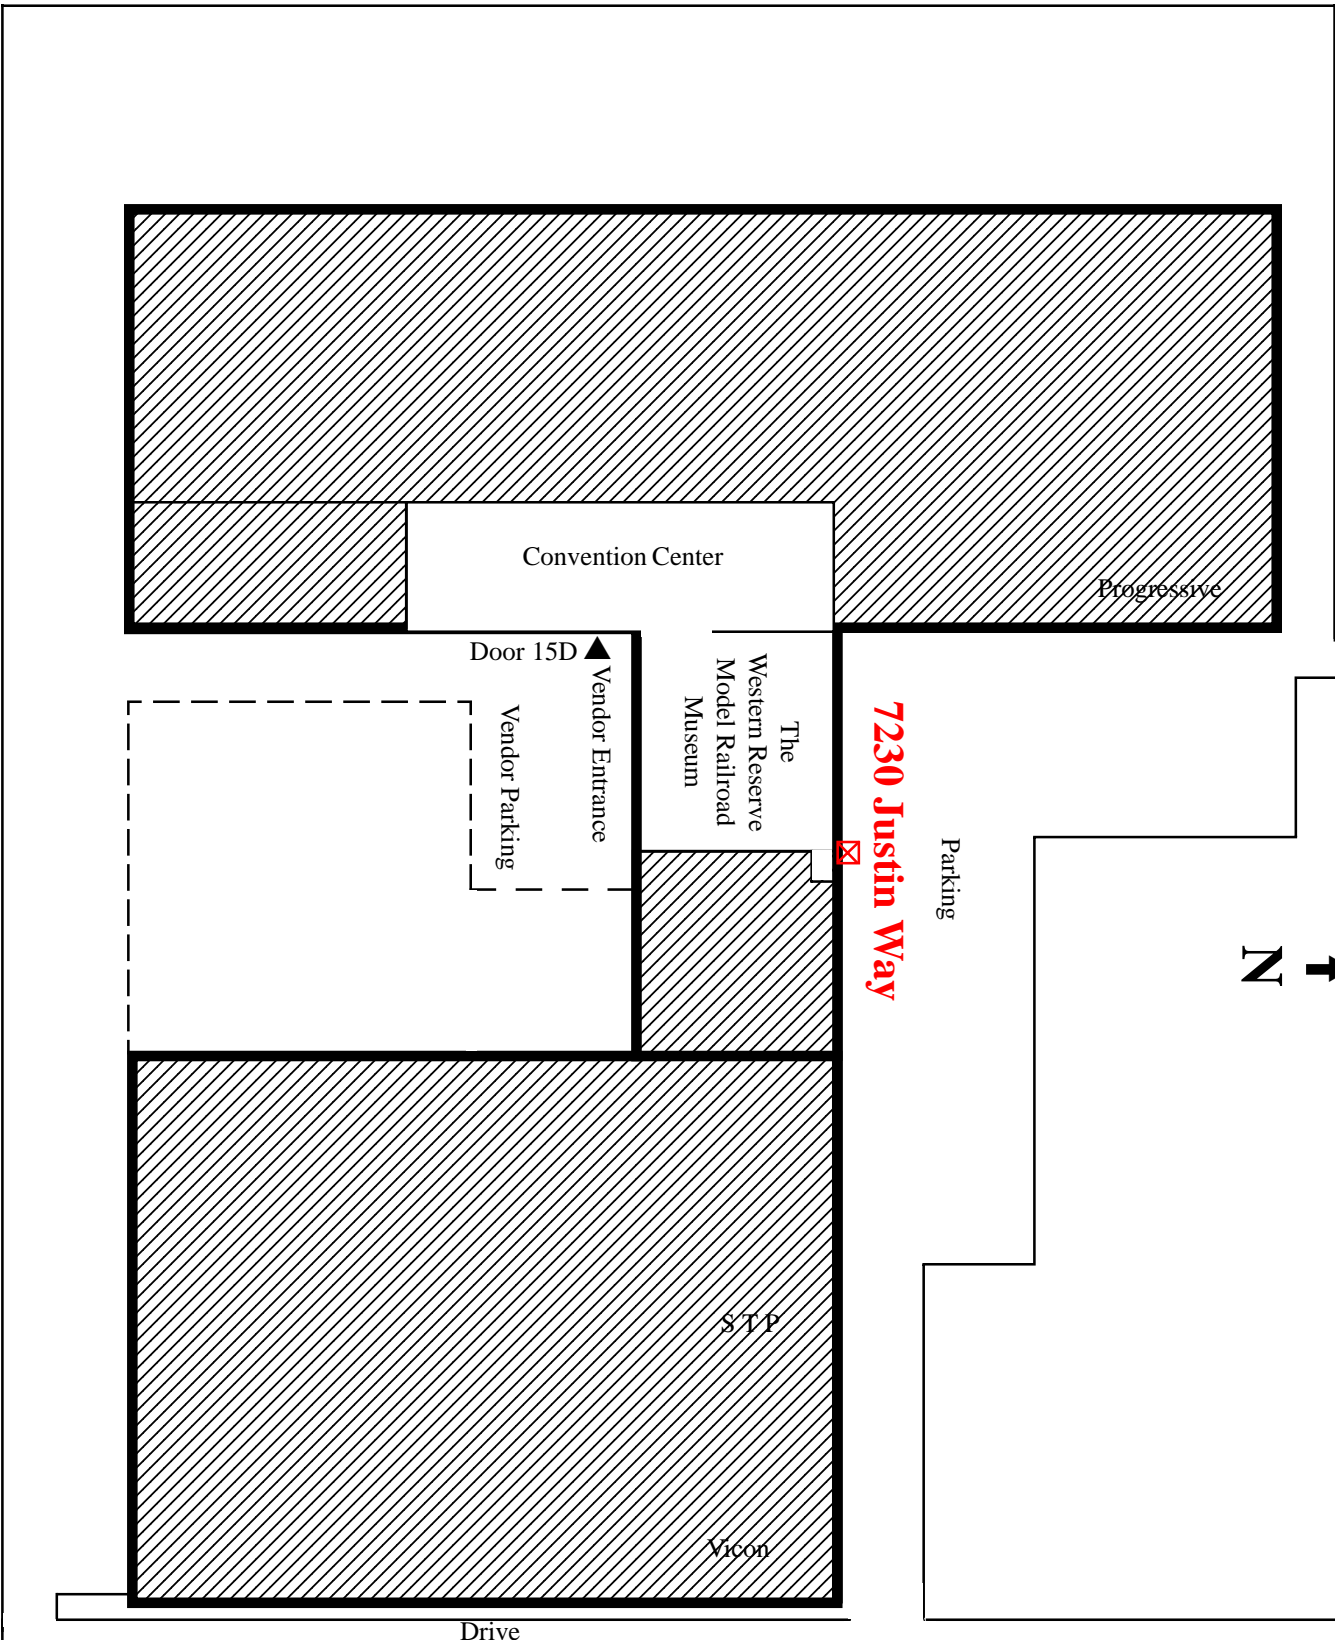 Convention Center
Progressive
Door 15D
Vendor Entrance
Vendor Parking
The
Western Reserve
Model Railroad
Museum
7230 Justin Way
Parking
N
S T P
Vicon
Drive